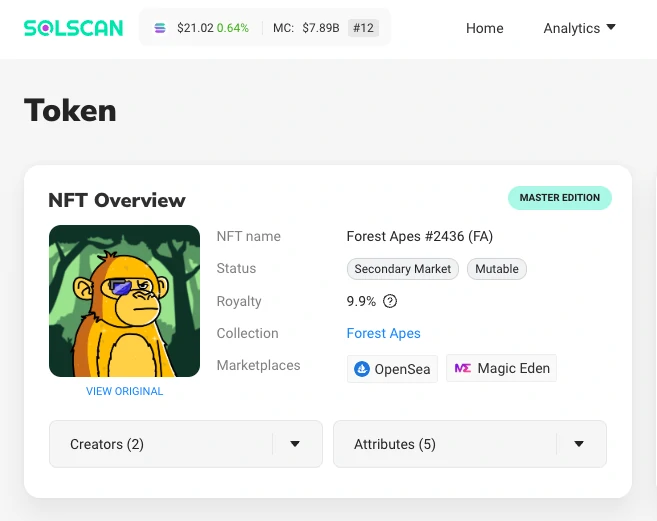 SOLSCAN $21.02 0.64% MC: $7.89B #12 Home Analytics
Token
NFT Overview MASTER EDITION
NFT name Forest Apes #2436 (FA)
Status Secondary Market Mutable
Royalty 9.9% ?
Collection Forest Apes
Marketplaces OpenSea ME Magic Eden
VIEW ORIGINAL
Creators (2) Attributes (5)